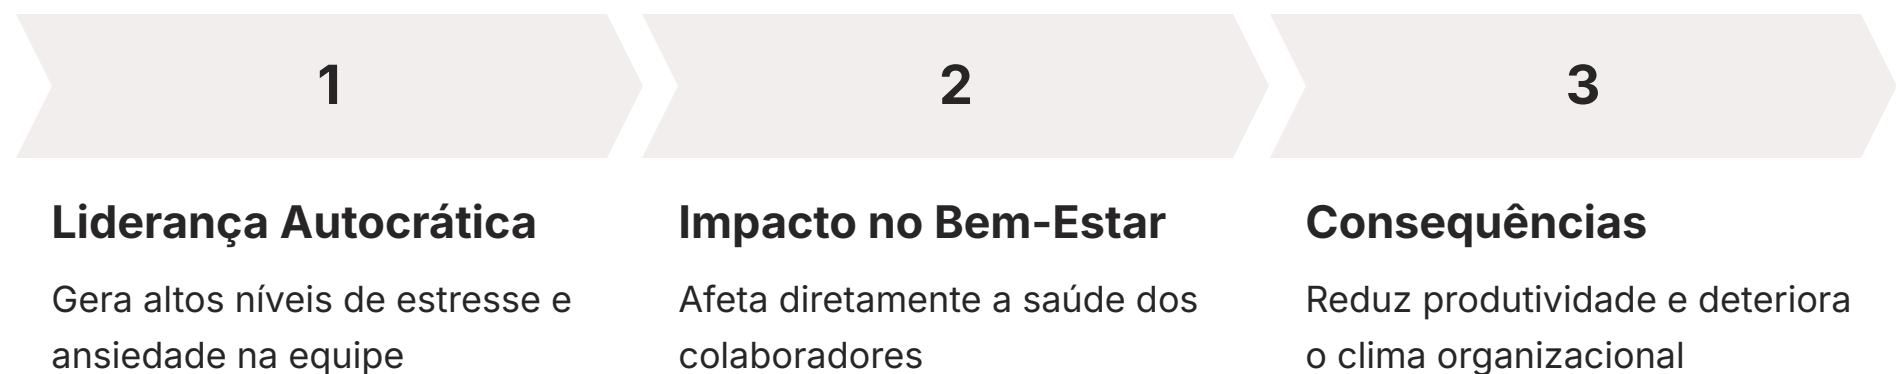 1
2
3
Liderança Autocrática
Gera altos níveis de estresse e
ansiedade na equipe
Impacto no Bem-Estar
Afeta diretamente a saúde dos
colaboradores
Consequências
Reduz produtividade e deteriora
o clima organizacional